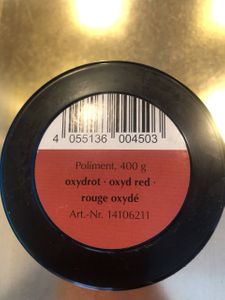 4 055136 004503
Poliment, 400 g
oxydrot · oxyd red ·
rouge oxydé
Art.-Nr. 14106211